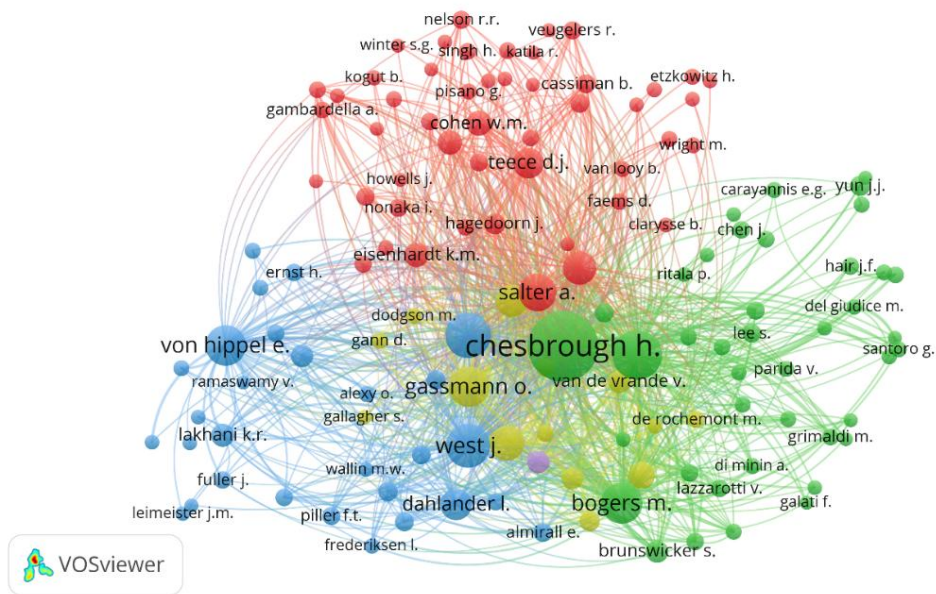 nelson r.r.
veugelers r.
winter s.g.
singh h.
katila r.
kogut b.
pisano g.
cassiman b.
etzkowitz h.
gambardella a.
cohen w.m.
wright m.
teece d.j.
van looy b.
howells j.
carayannis e.g.
yun j.j.
nonaka i.
faems d.
hagedoorn j.
clarysse b.
chen j.
eisenhardt k.m.
ernst h.
ritala p.
hair j.f.
salter a.
dodgson m.
del giudice m.
gann d.
lee s.
von hippel e.
chesbrough h.
santoro g.
ramaswamy v.
alexy o.
gassmann o.
van de vrande v.
parida v.
gallagher s.
de rochemont m.
lakhani k.r.
west j.
grimaldi m.
wallin m.w.
di minin a.
fuller j.
lazzarotti v.
galati f.
leimeister j.m.
piller f.t.
dahlander l.
bogers m.
almirall e.
frederiksen l.
brunswicker s.
VOSviewer